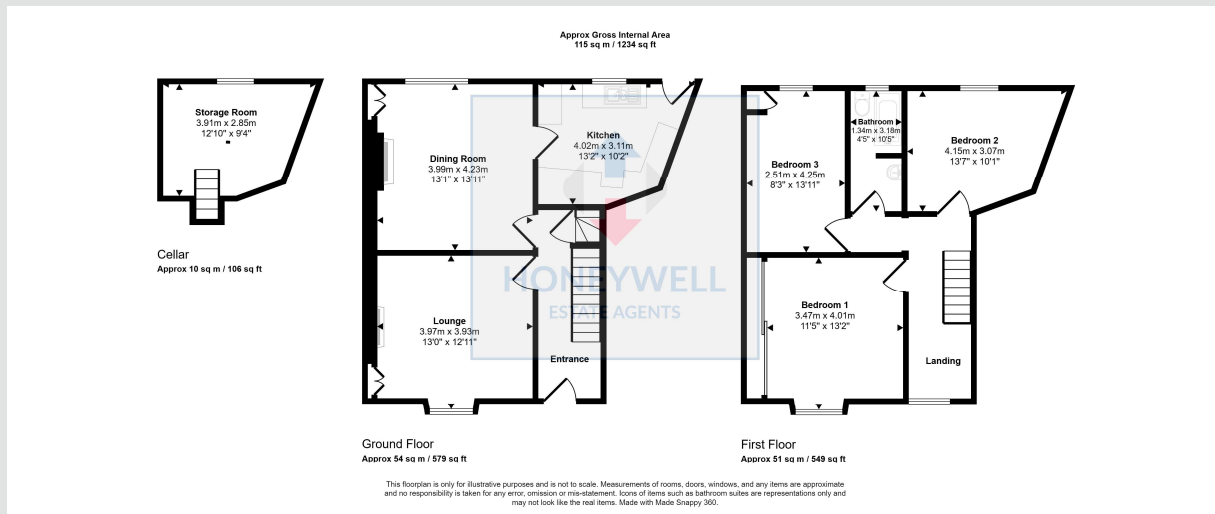 Approx Gross Internal Area
115 sq m / 1234 sq ft
Storage Room
3.91m x 2.85m
12'10" x 9'4"
Cellar
Approx 10 sq m / 106 sq ft
Dining Room
3.99m x 4.23m
13'1" x 13'11"
Kitchen
4.02m x 3.11m
13'2" x 10'2"
Lounge
3.97m x 3.93m
13'0" x 12'11"
Entrance
HONEYWELL
ESTATE AGENTS
Ground Floor
Approx 54 sq m / 579 sq ft
Bedroom 3
2.51m x 4.25m
8'3" x 13'11"
Bathroom
1.34m x 3.18m
4'5" x 10'5"
Bedroom 2
4.15m x 3.07m
13'7" x 10'1"
Bedroom 1
3.47m x 4.01m
11'5" x 13'2"
Landing
First Floor
Approx 51 sq m / 549 sq ft
This floorplan is only for illustrative purposes and is not to scale. Measurements of rooms, doors, windows, and any items are approximate
and no responsibility is taken for any error, omission or mis-statement. Icons of items such as bathroom suites are representations only and
may not look like the real items. Made with Made Snappy 360.